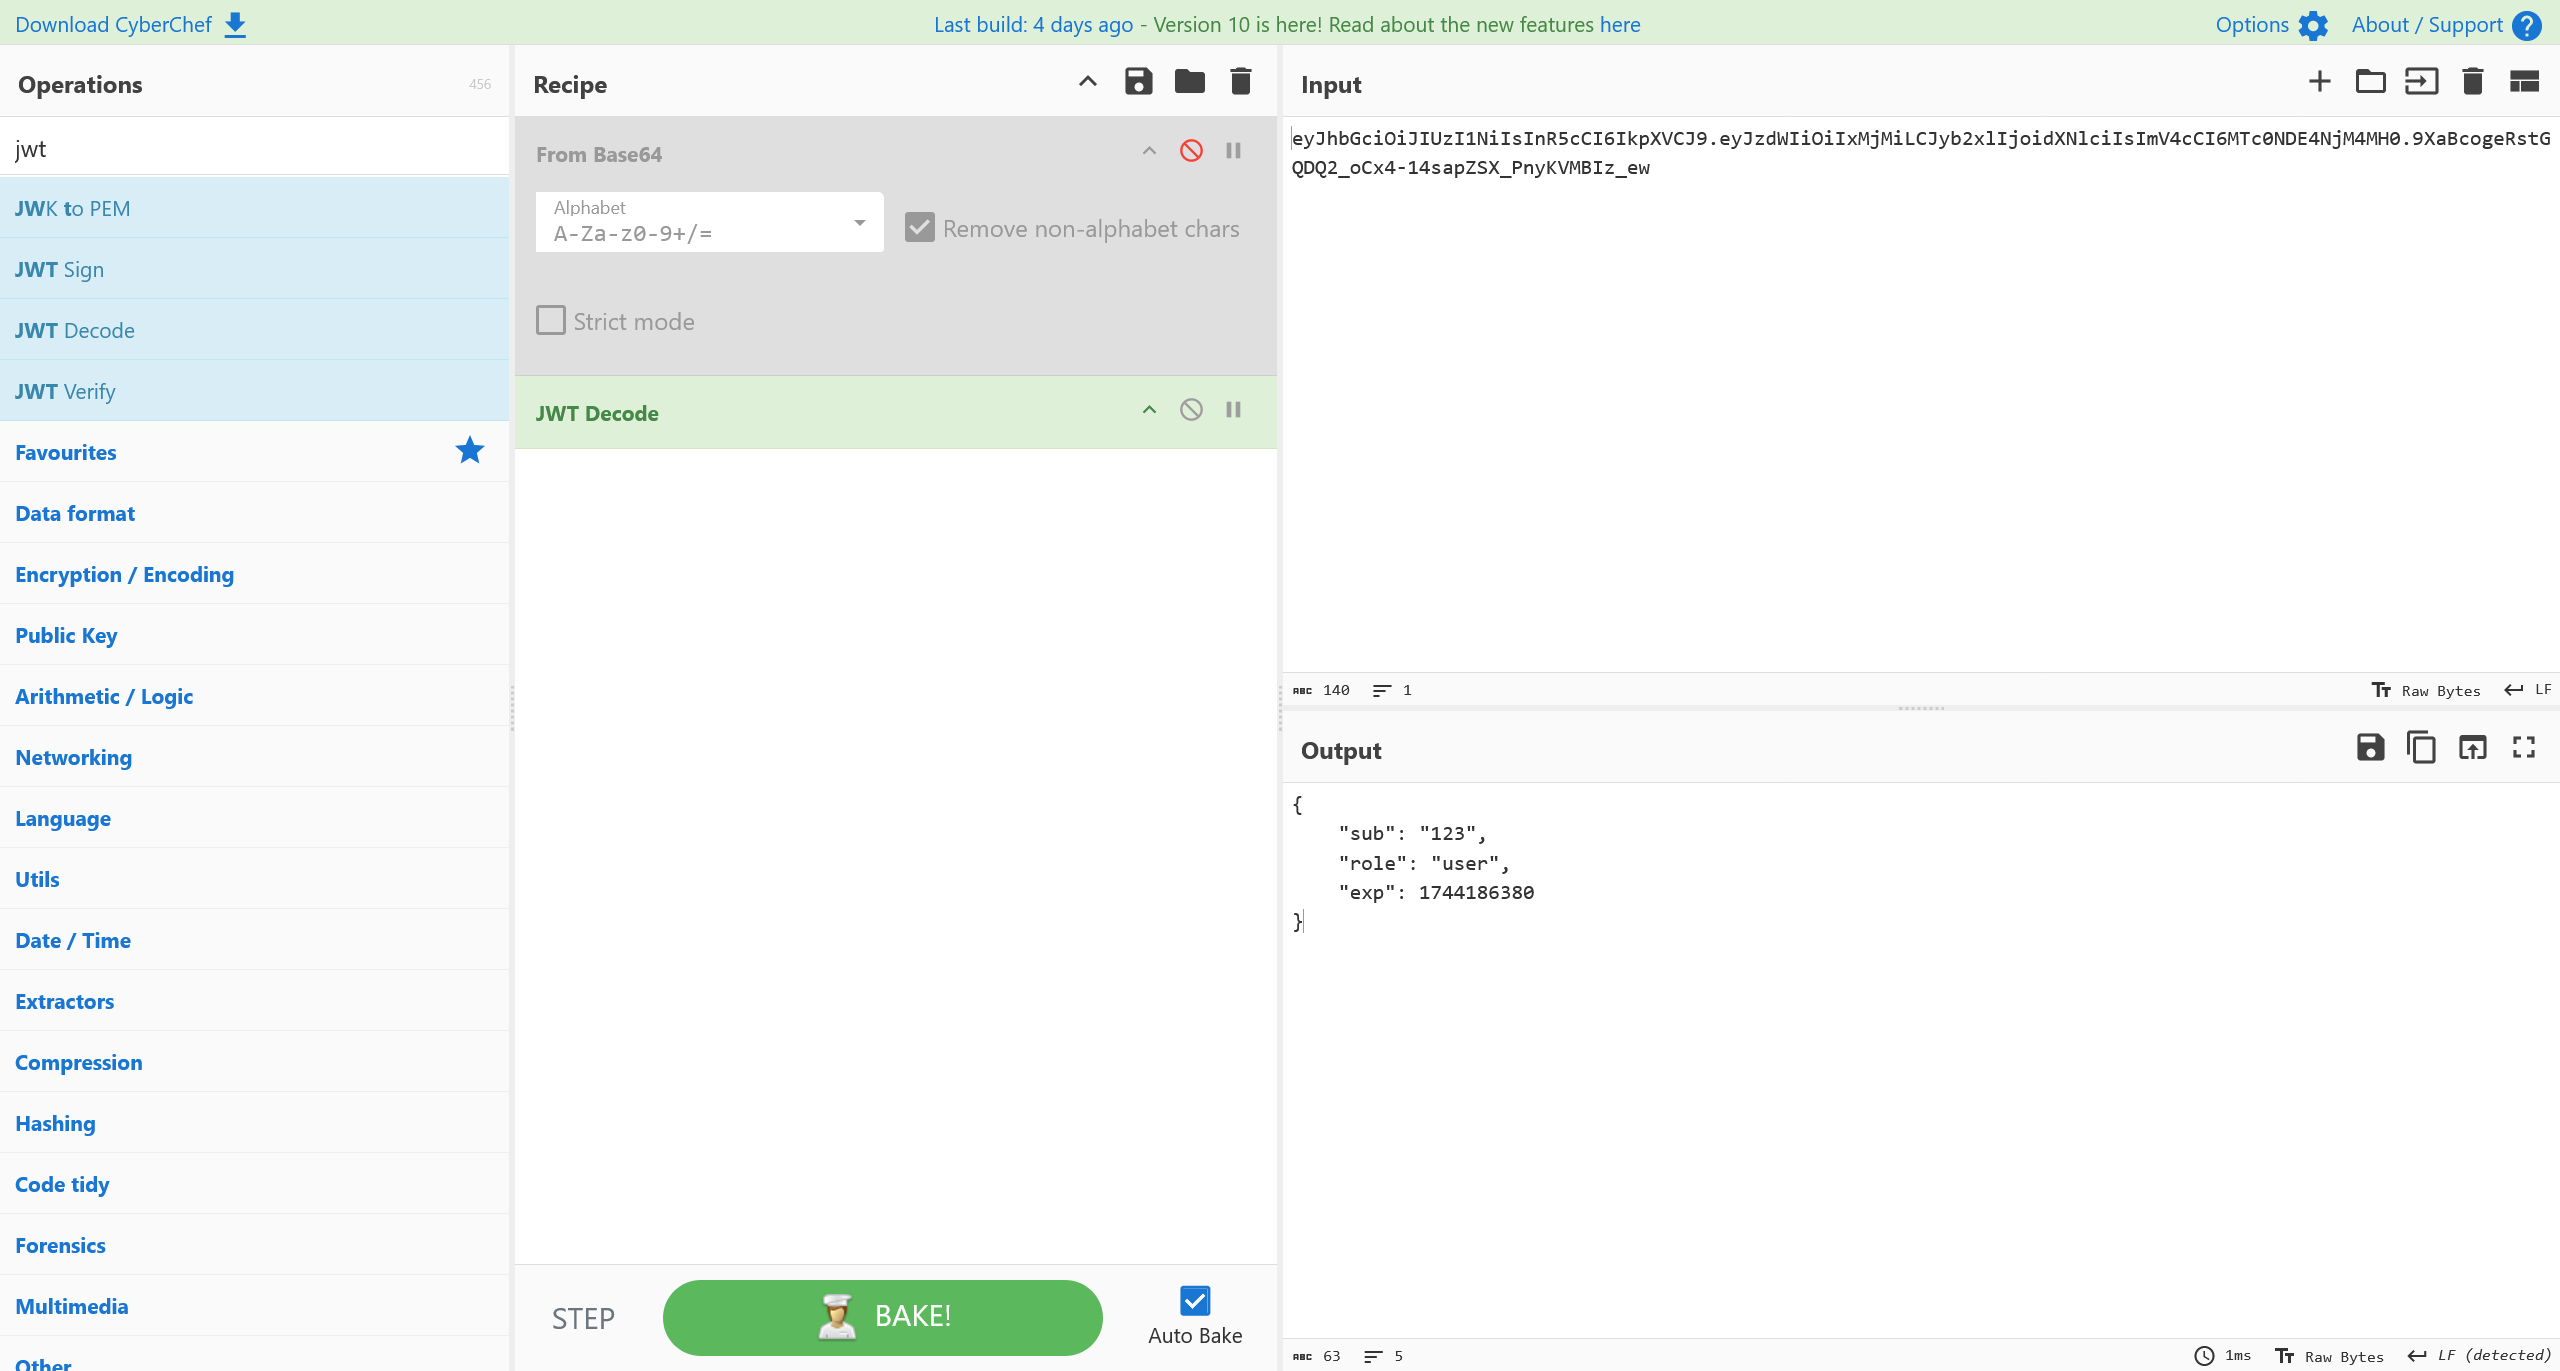 Download CyberChef
Last build: 4 days ago - Version 10 is here! Read about the new features here
Options
About / Support
Operations
456
jwt
JWK to PEM
JWT Sign
JWT Decode
JWT Verify
Favourites
Data format
Encryption / Encoding
Public Key
Arithmetic / Logic
Networking
Language
Utils
Date / Time
Extractors
Compression
Hashing
Code tidy
Forensics
Multimedia
Other
Recipe
From Base64
Alphabet
A-Za-z0-9+/=
Remove non-alphabet chars
Strict mode
JWT Decode
STEP
BAKE!
Auto Bake
Input
eyJhbGciOiJIUzI1NiIsInR5cCI6IkpXVCJ9.eyJzdWIiOiIxMjMiLCJyb2xlIjoidXNlciIsImV4cCI6MTc0NDE4NjM4MH0.9XaBcogeRstG
QDQ2_oCx4-14sapZSX_PnyKVMBIz_ew
ABC 140 1
Raw Bytes
LF
Output
{
"sub": "123",
"role": "user",
"exp": 1744186380
}
ABC 63 5
1ms
Raw Bytes
LF (detected)